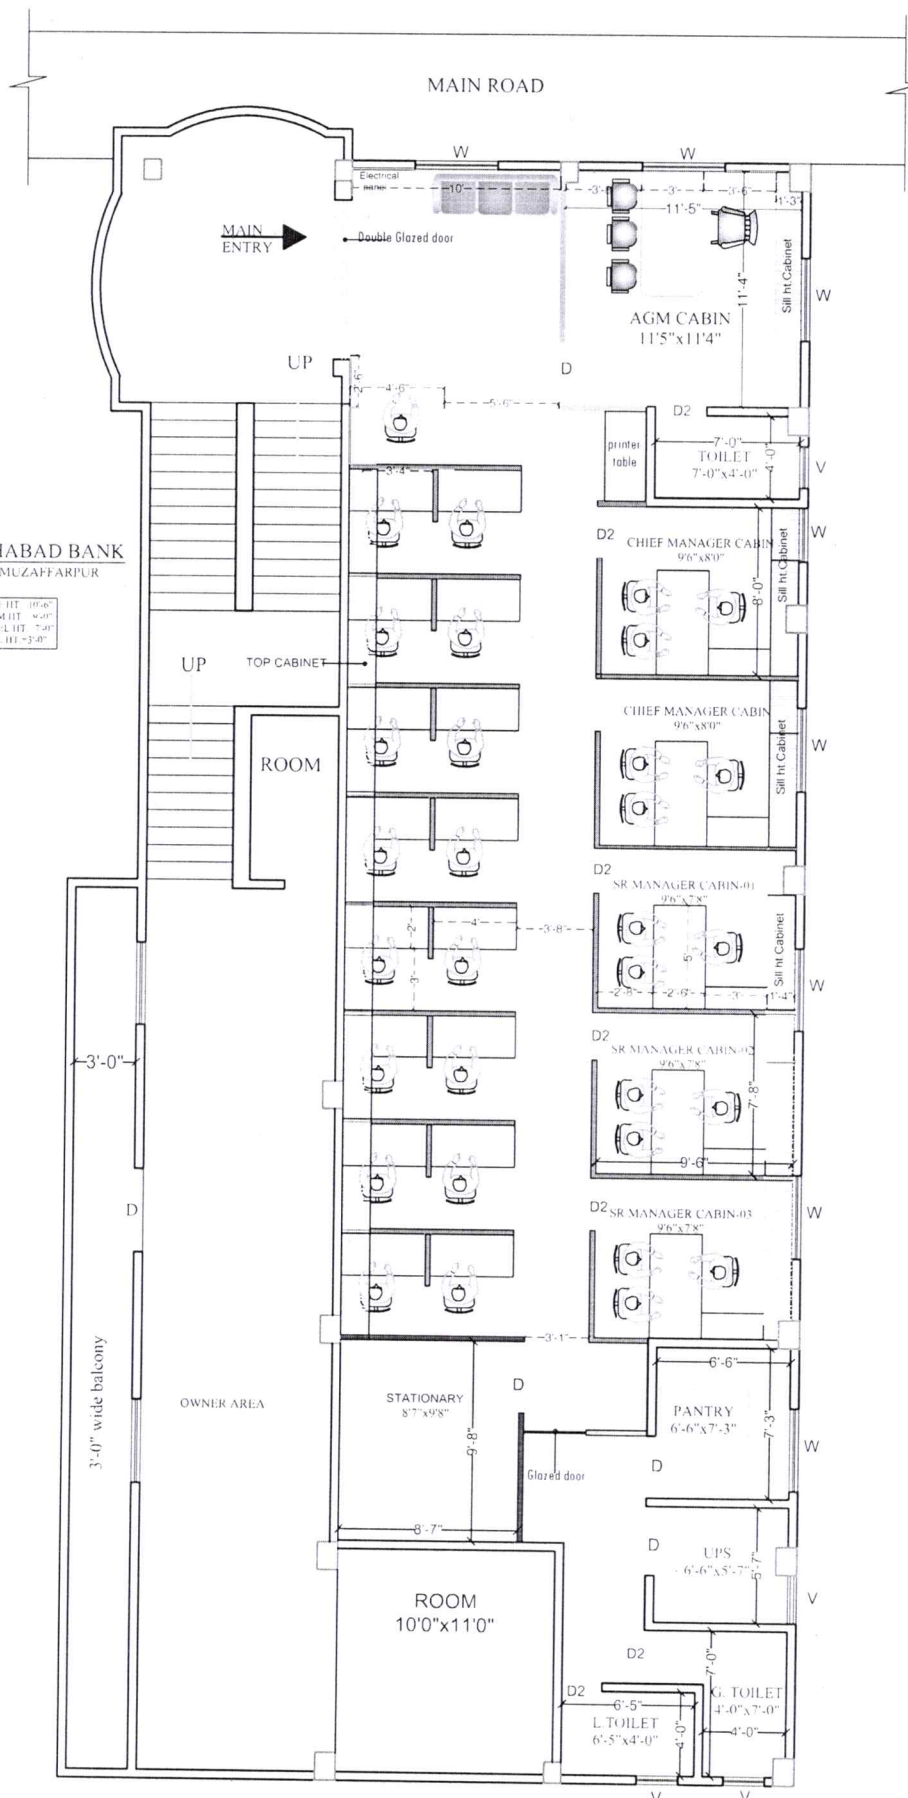 MAIN ROAD
W
W
Electrical
panel
10'
3'
3'-6"
1'-3"
11'-5"
MAIN
ENTRY
Double Glazed door
11'-4"
Sill ht.Cabinet
W
AGM CABIN
11'5"x11'4"
UP
D
4'-6"
5'-6"
D2
printer
table
7'-0"
TOILET
7'-0"x4'-0"
4'-0"
V
3'-4"
HABAD BANK
MUZAFFARPUR
D2
CHIEF MANAGER CABIN
9'6"x8'0"
8'-0"
Sill ht.Cabinet
W
UP
TOP CABINET
CHIEF MANAGER CABIN
9'6"x8'0"
Sill ht.Cabinet
W
ROOM
D2
SR MANAGER CABIN-01
9'6"x7'8"
2'
4'
3'-8"
3'
5'
2'-8"
2'-6"
3'
1'-4"
Sill ht.Cabinet
W
D2
SR MANAGER CABIN-02
9'6"x7'8"
3'-0"
7'-8"
9'-6"
D
D2
SR MANAGER CABIN-03
9'6"x7'8"
W
3'-1"
3'-0" wide balcony
OWNER AREA
STATIONARY
8'7"x9'8"
9'-8"
8'-7"
D
6'-6"
PANTRY
6'-6"x7'-3"
7'-3"
W
Glazed door
D
D
UPS
6'-6"x5'-7"
5'-7"
V
ROOM
10'0"x11'0"
D2
7'-0"
D2
6'-5"
L.TOILET
6'-5"x4'-0"
4'-0"
G. TOILET
4'-0"x7'-0"
4'-0"
V
V